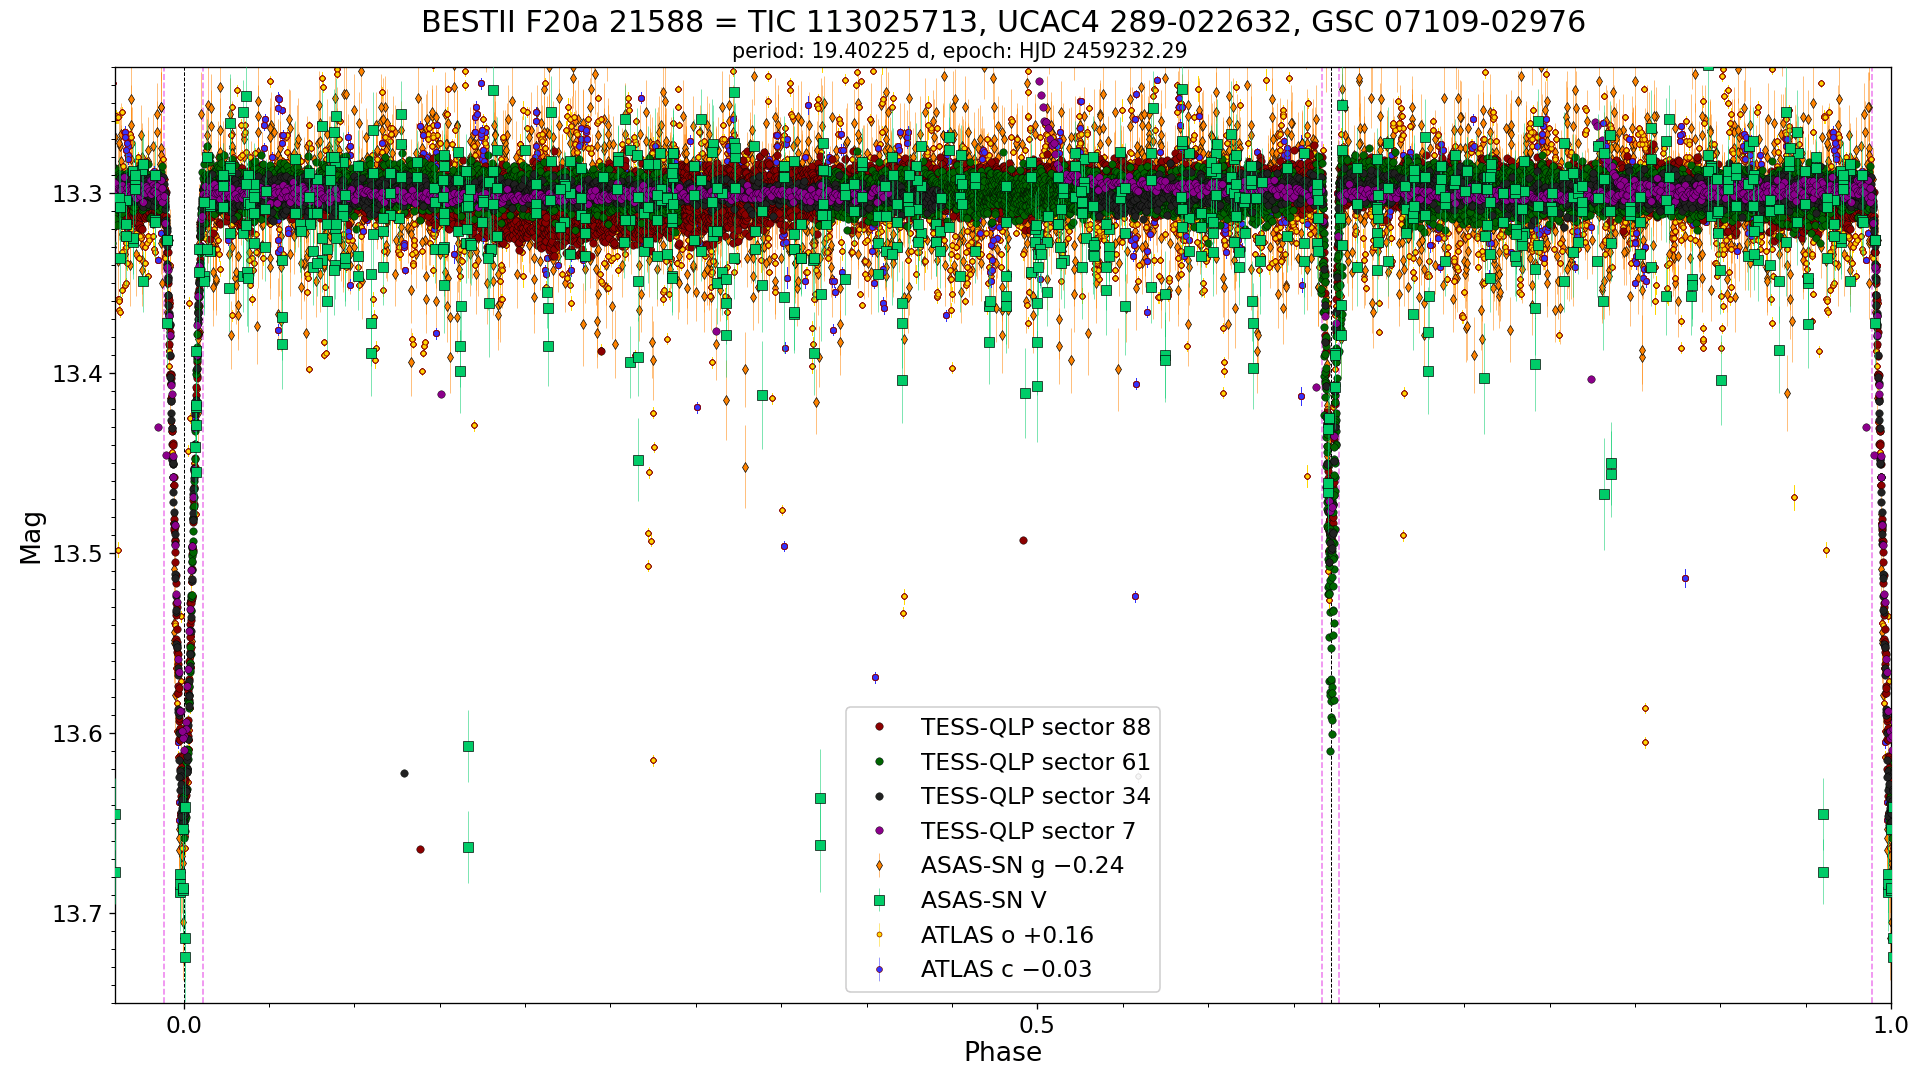 BESTII F20a 21588 = TIC 113025713, UCAC4 289-022632, GSC 07109-02976
period: 19.40225 d, epoch: HJD 2459232.29
Mag
13.3
13.4
13.5
13.6
13.7
TESS-QLP sector 88
TESS-QLP sector 61
TESS-QLP sector 34
TESS-QLP sector 7
ASAS-SN g −0.24
ASAS-SN V
ATLAS o +0.16
ATLAS c −0.03
0.0
0.5
1.0
Phase